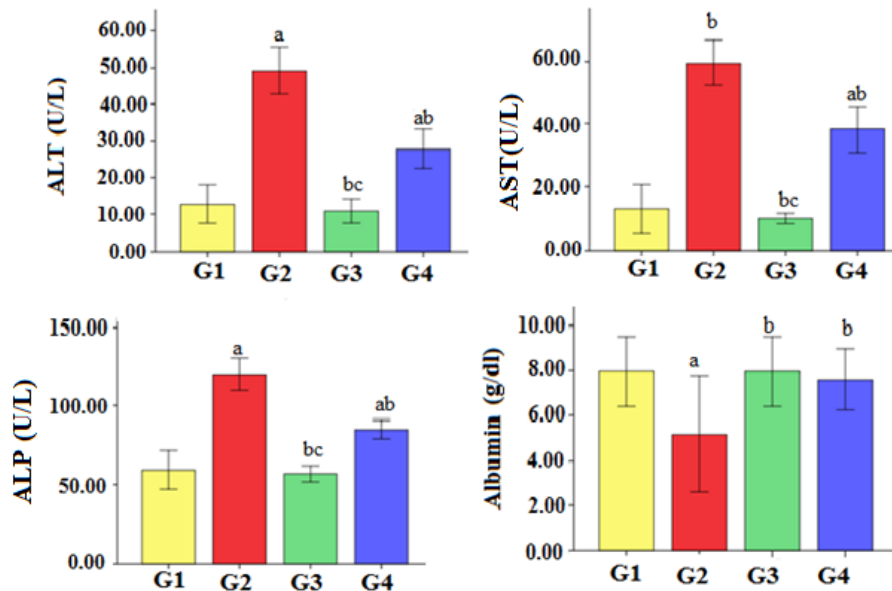 ALT (U/L)
60.00
50.00
40.00
30.00
20.00
10.00
0.00
a
bc
ab
G1 G2 G3 G4
AST(U/L)
60.00
40.00
20.00
0.00
b
bc
ab
G1 G2 G3 G4
ALP (U/L)
150.00
100.00
50.00
0.00
a
bc
ab
G1 G2 G3 G4
Albumin (g/dl)
10.00
8.00
6.00
4.00
2.00
0.00
a
b
b
G1 G2 G3 G4